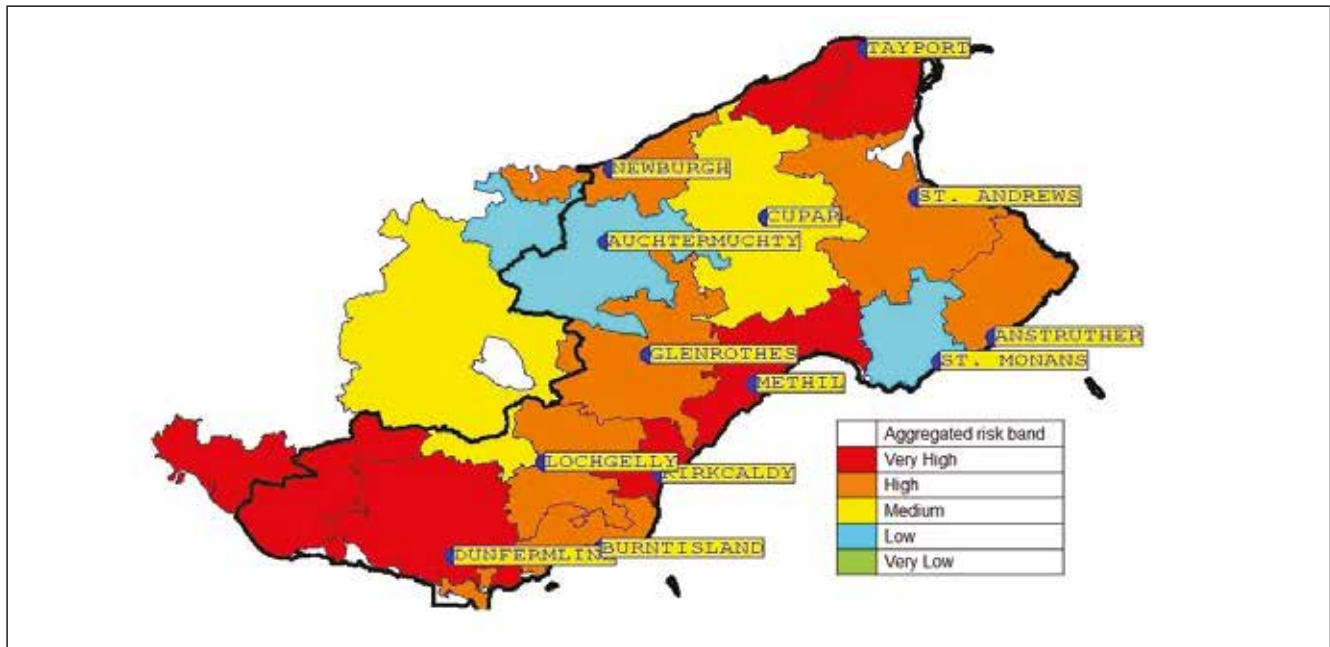 TAYPORT
NEWBURGH
ST. ANDREWS
CUPAR
AUCHTERMUCHTY
ANSTRUTHER
GLENROTHES
ST. MONANS
METHIL
LOCHGELLY
KIRKCALDY
BURNTISLAND
DUNFERMLINE
Aggregated risk band
Very High
High
Medium
Low
Very Low